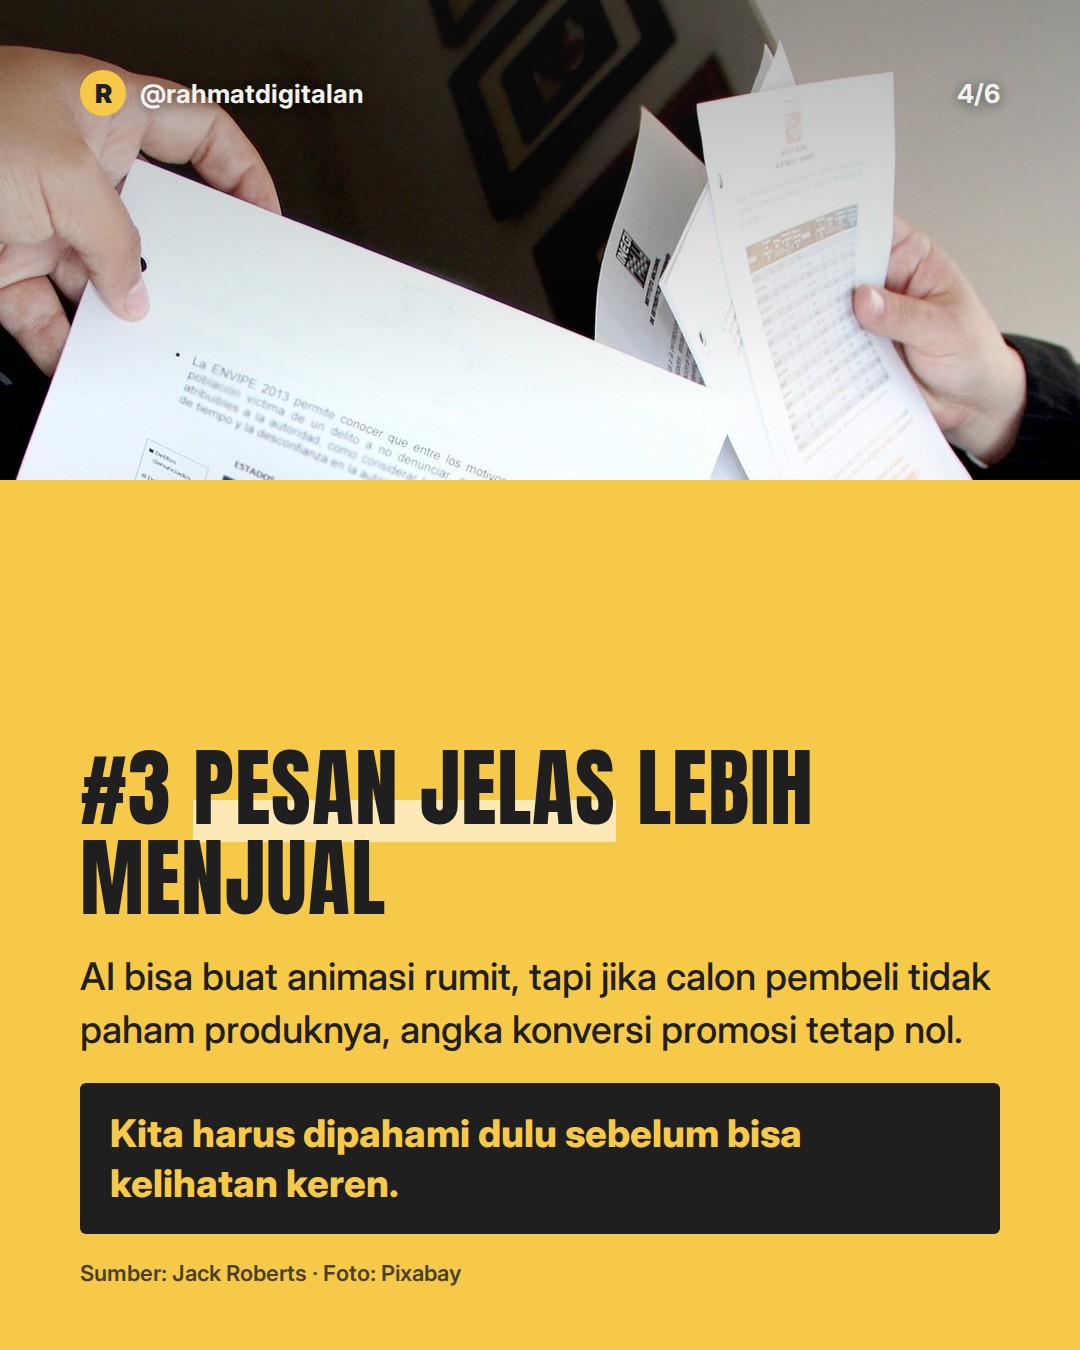 R @rahmatdigitalan 4/6
INEGI
La ENVIPE 2013 permite conocer que entre los motivos
población víctima de un delito a no denunciar,
atribuibles a la autoridad, como considerar
de tiempo y la desconfianza en la
Delitos
denunciados
ESTADOS
#3 PESAN JELAS LEBIH
MENJUAL
AI bisa buat animasi rumit, tapi jika calon pembeli tidak
paham produknya, angka konversi promosi tetap nol.
Kita harus dipahami dulu sebelum bisa
kelihatan keren.
Sumber: Jack Roberts · Foto: Pixabay